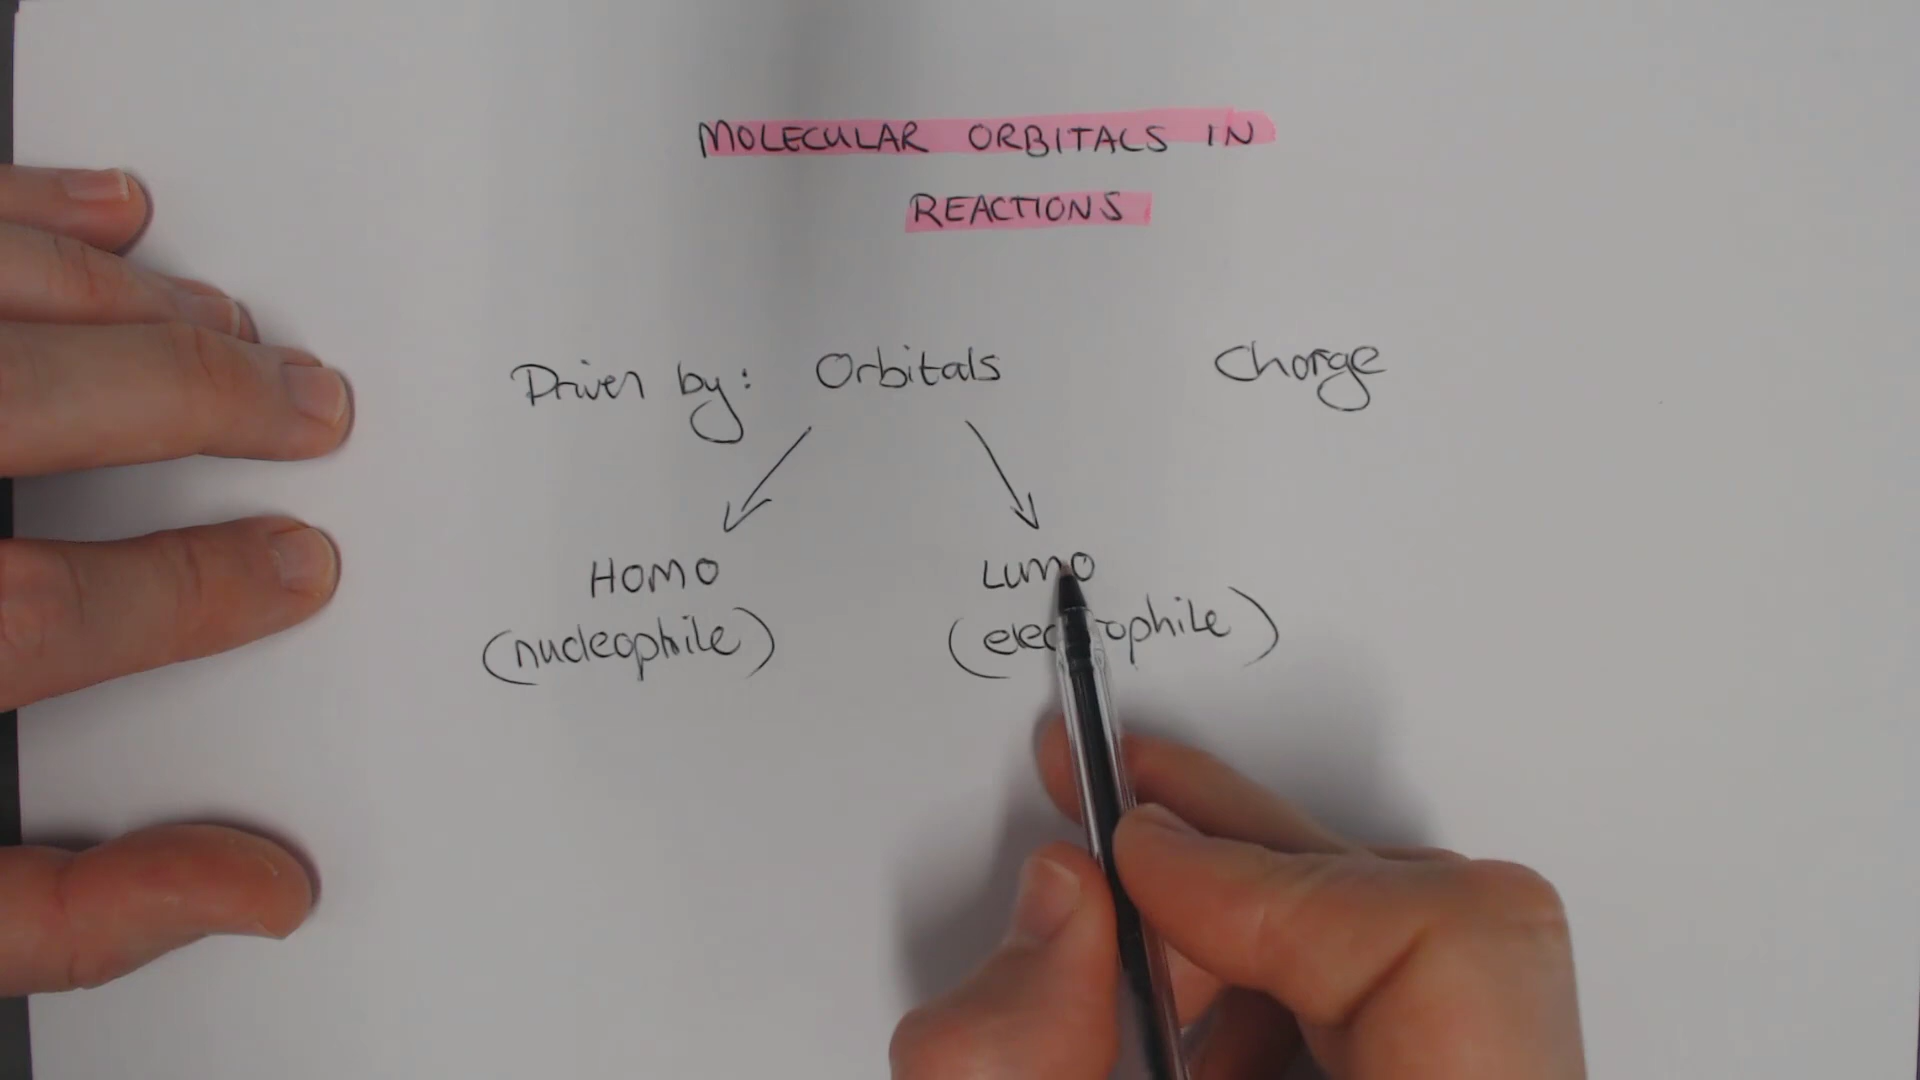 MOLECULAR ORBITALS IN
REACTIONS
Driven by: Orbitals Charge
HOMO LUMO
(nucleophile) (electrophile)